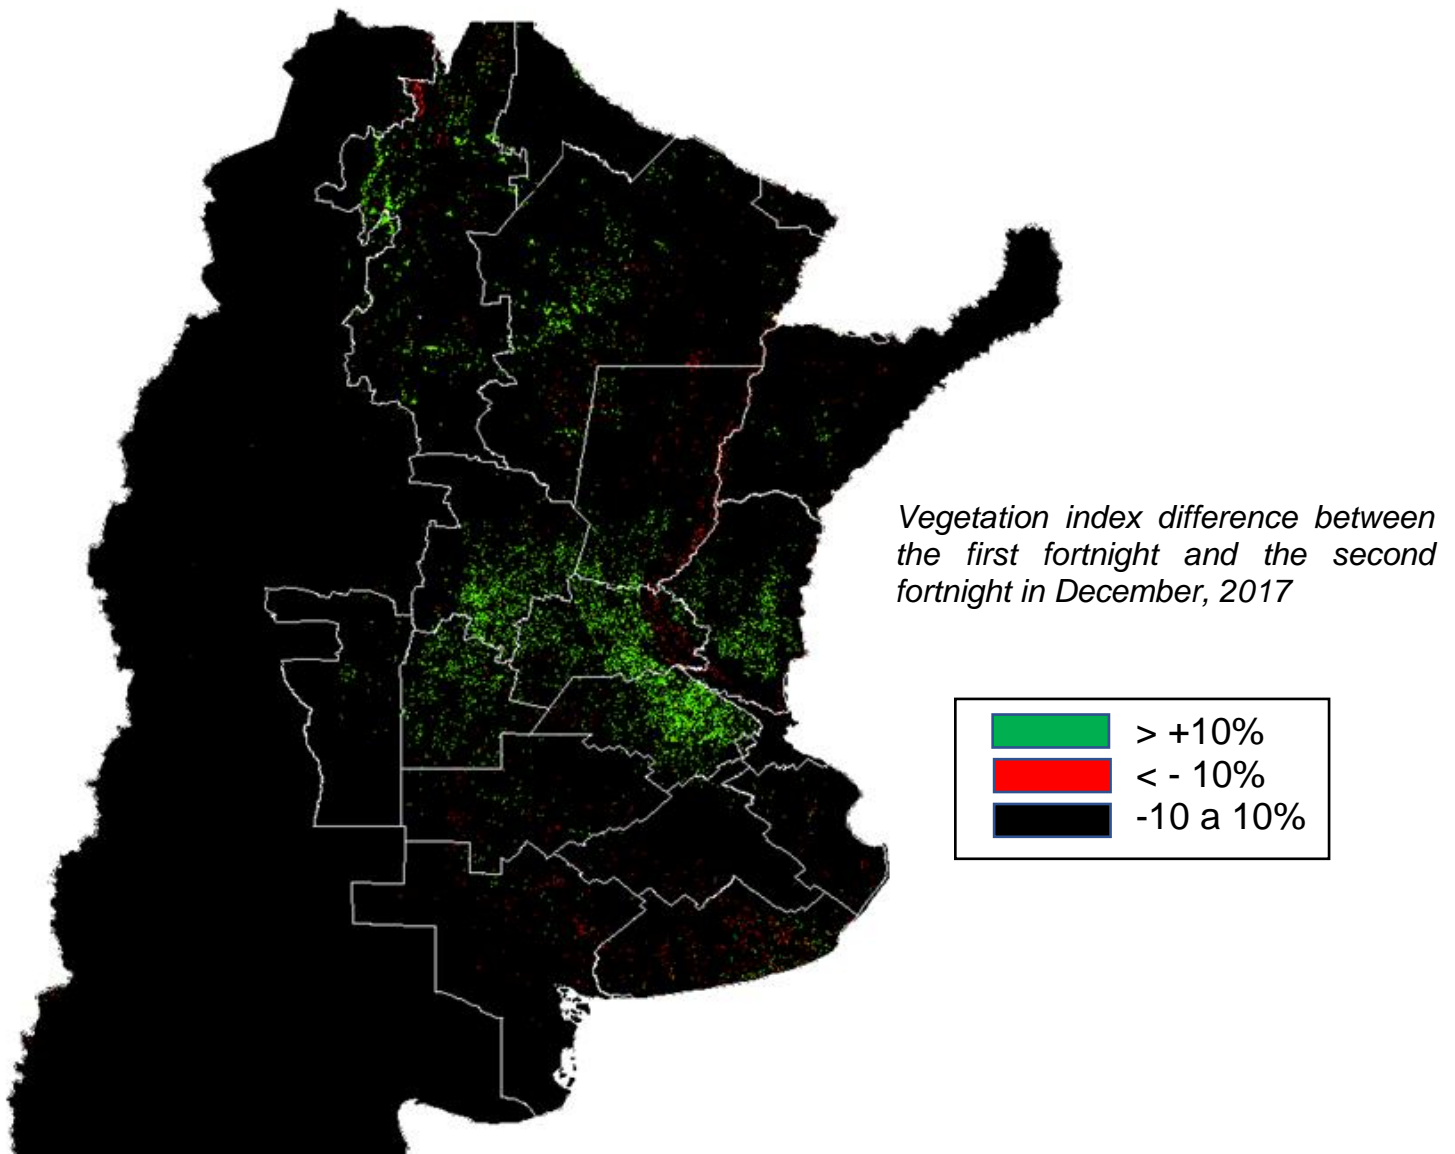 Vegetation index difference between
the first fortnight and the second
fortnight in December, 2017
> +10%
< - 10%
-10 a 10%